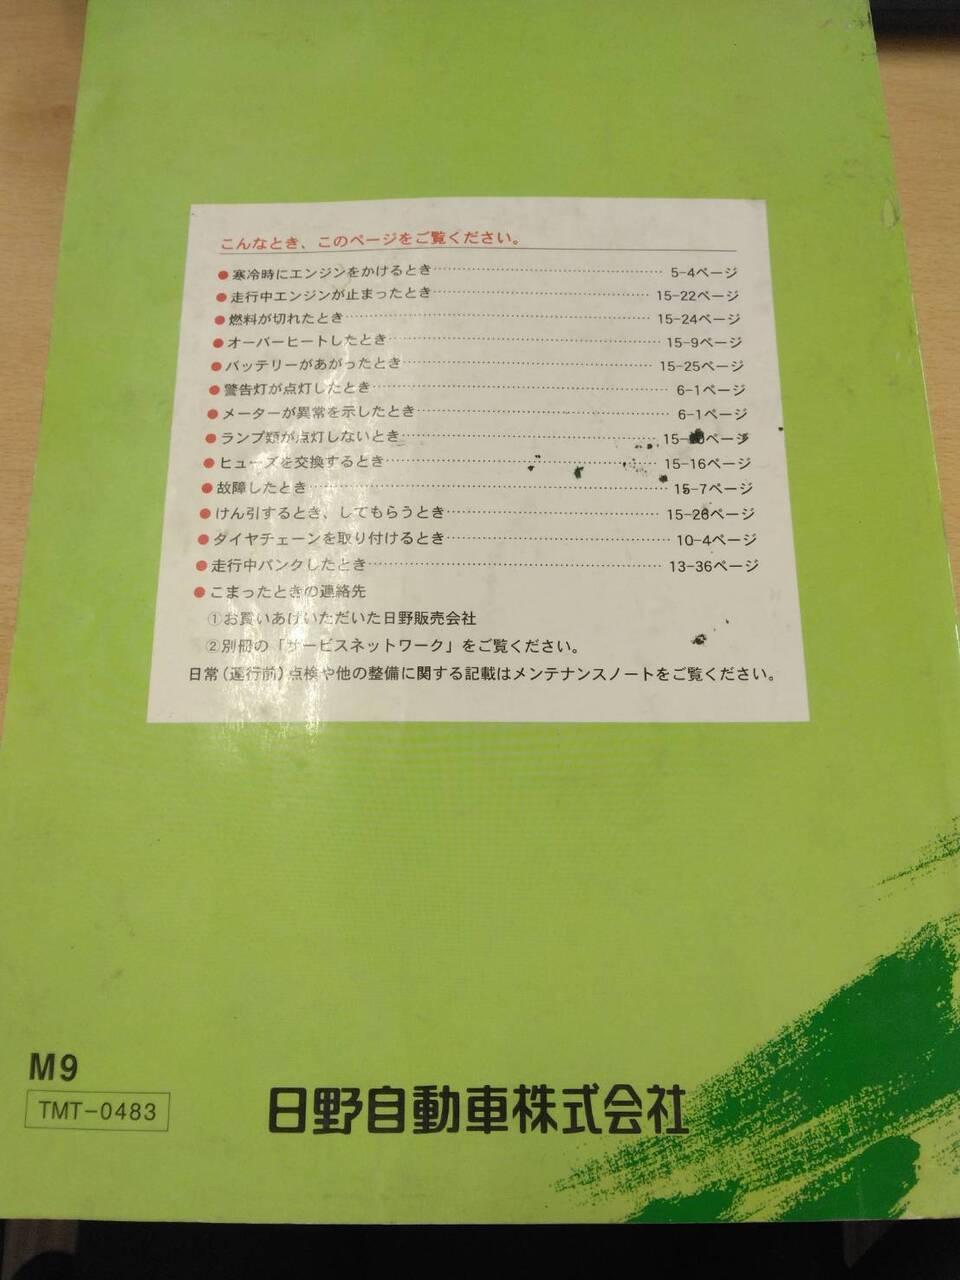 こんなとき、このページをご覧ください。
●寒冷時にエンジンをかけるとき 5-4ページ
●走行中エンジンが止まったとき 15-22ページ
●燃料が切れたとき 15-24ページ
●オーバーヒートしたとき 15-9ページ
●バッテリーがあがったとき 15-25ページ
●警告灯が点灯したとき 6-1ページ
●メーターが異常を示したとき 6-1ページ
●ランプ類が点灯しないとき
●ヒューズを交換するとき 15-16ページ
●故障したとき 15-7ページ
●けん引するとき、してもらうとき 15-26ページ
●タイヤチェーンを取り付けるとき 10-4ページ
●走行中パンクしたとき 13-36ページ
●こまったときの連絡先
①お買いあげいただいた日野販売会社
②別冊の「サービスネットワーク」をご覧ください。
日常(運行前)点検や他の整備に関する記載はメンテナンスノートをご覧ください。
M9
TMT-0483
日野自動車株式会社